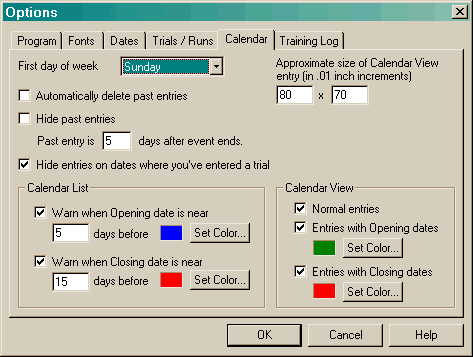 Options
Program Fonts Dates Trials / Runs Calendar Training Log
First day of week Sunday
Approximate size of Calendar View
entry (in .01 inch increments)
80 x 70
Automatically delete past entries
Hide past entries
Past entry is 5 days after event ends.
Hide entries on dates where you've entered a trial
Calendar List
Warn when Opening date is near
5 days before Set Color...
Warn when Closing date is near
15 days before Set Color...
Calendar View
Normal entries
Entries with Opening dates
Set Color...
Entries with Closing dates
Set Color...
OK Cancel Help